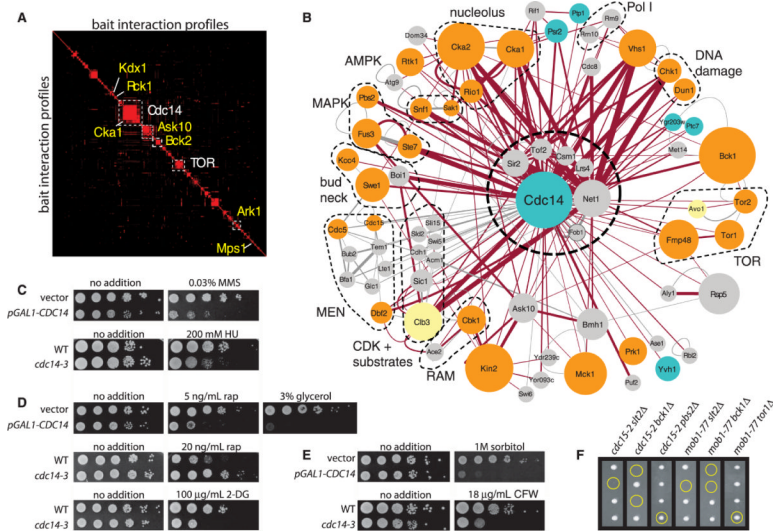 A
bait interaction profiles
bait interaction profiles
Kdx1
Pck1
Cdc14
Cka1
Ask10
Bck2
TOR
Ark1
Mps1
B
nucleolus
Pol I
AMPK
MAPK
bud
neck
MEN
CDK +
substrates
RAM
DNA
damage
TOR
Cka2
Cka1
Rio1
Dom34
Rtk1
Atg9
Rif1
Ptp1
Psr2
Rrn10
Rrn9
Cdc8
Vhs1
Chk1
Dun1
Pbs2
Snf1
Sak1
Fus3
Ste7
Kcc4
Swe1
Boi1
Sir2
Tof2
Csm1
Lrs4
Cdc14
Net1
Fob1
Ygr203w
Ptc7
Met14
Bck1
Avo1
Tor2
Tor1
Fmp48
Rsp5
Aly1
Cdc5
Cdc15
Bub2
Tem1
Bfa1
Lte1
Gic1
Dbf2
Sli15
Skt2
Swi5
Cdh1
Acm1
Sic1
Clb3
Cbk1
Ace2
Ask10
Bmh1
Kin2
Ydr239c
Yor093c
Swi6
Mck1
Puf2
Prk1
Ase1
Yvh1
Rbl2
C
no addition
0.03% MMS
vector
pGAL1-CDC14
no addition
200 mM HU
WT
cdc14-3
D
no addition
5 ng/mL rap
3% glycerol
vector
pGAL1-CDC14
no addition
20 ng/mL rap
WT
cdc14-3
no addition
100 µg/mL 2-DG
WT
cdc14-3
E
no addition
1M sorbitol
vector
pGAL1-CDC14
no addition
18 µg/mL CFW
WT
cdc14-3
F
cdc15-2 slt2Δ
cdc15-2 bck1Δ
cdc15-2 pbs2Δ
mob1-77 slt2Δ
mob1-77 bck1Δ
mob1-77 tor1Δ